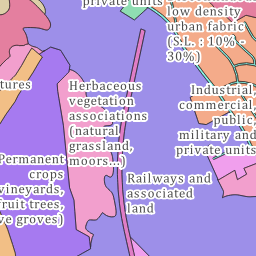 private units
low density
urban fabric
(S.L. : 10% -
30%)
tures
Herbaceous
vegetation
associations
(natural
grassland,
moors...)
Industrial,
commercial,
public,
military and
private units
Permanent
crops
vineyards,
fruit trees,
ve groves)
Railways and
associated
land